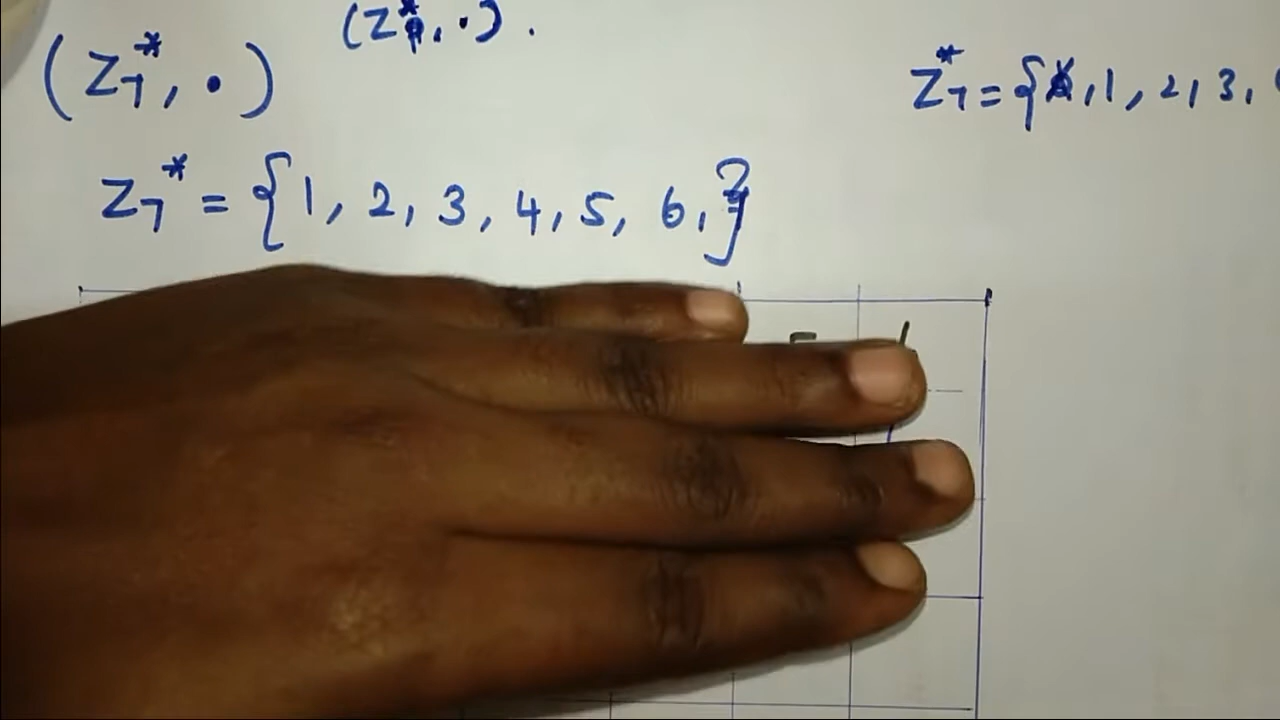 (Z*, ·).
(Z₇*, ·)
Z₇* = {, 1, 2, 3,
Z₇* = {1, 2, 3, 4, 5, 6, }